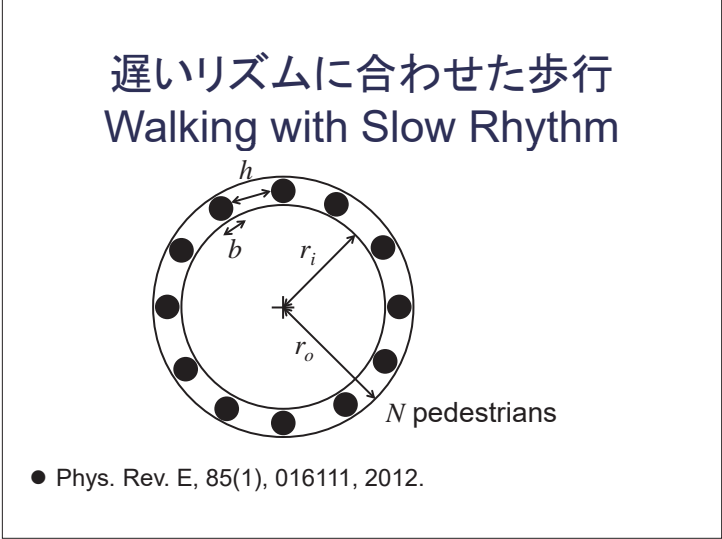 遅いリズムに合わせた歩行
Walking with Slow Rhythm
h
b
r_i
r_o
N pedestrians
● Phys. Rev. E, 85(1), 016111, 2012.